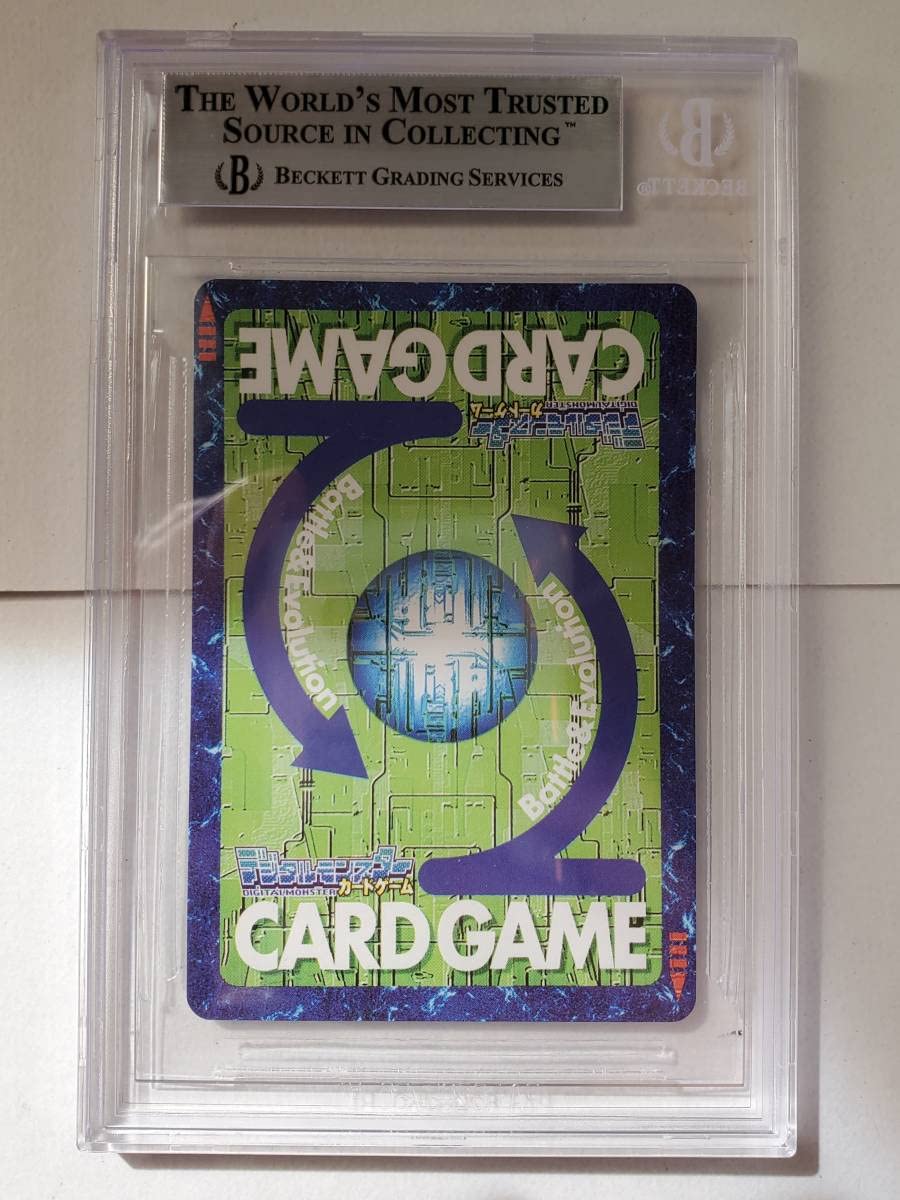 THE WORLD'S MOST TRUSTED
SOURCE IN COLLECTING™
B BECKETT GRADING SERVICES
B
BECKETT®
CARD GAME
デジタルモンスター
DIGITALMONSTER
カードゲーム
Battle&Evolution
Battle&Evolution
デジタルモンスター
DIGITALMONSTER カードゲーム
CARD GAME